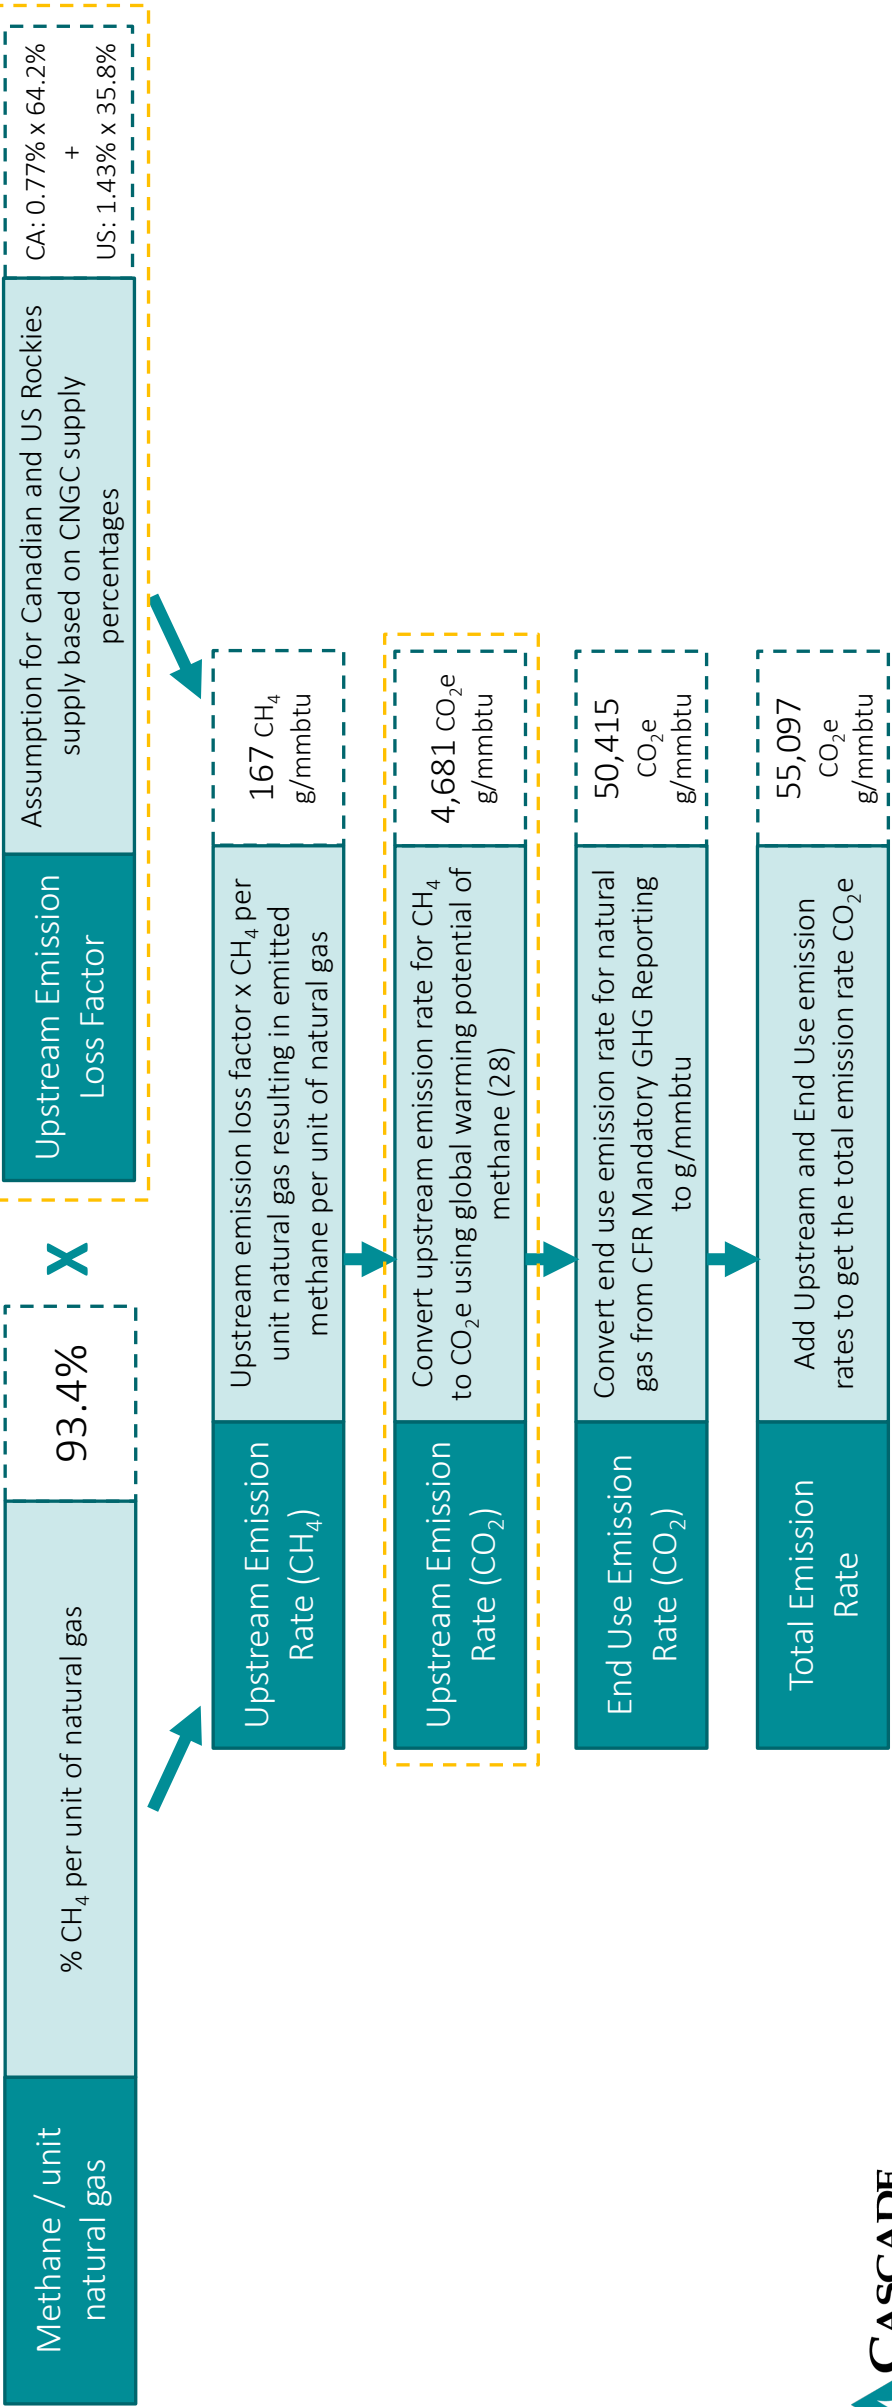 Methane / unit
natural gas
% CH₄ per unit of natural gas
93.4%
X
Upstream Emission
Loss Factor
Assumption for Canadian and US Rockies
supply based on CNGC supply
percentages
CA: 0.77% x 64.2%
+
US: 1.43% x 35.8%
Upstream Emission
Rate (CH₄)
Upstream emission loss factor x CH₄ per
unit natural gas resulting in emitted
methane per unit of natural gas
167 CH₄
g/mmbtu
Upstream Emission
Rate (CO₂)
Convert upstream emission rate for CH₄
to CO₂e using global warming potential of
methane (28)
4,681 CO₂e
g/mmbtu
End Use Emission
Rate (CO₂)
Convert end use emission rate for natural
gas from CFR Mandatory GHG Reporting
to g/mmbtu
50,415
CO₂e
g/mmbtu
Total Emission
Rate
Add Upstream and End Use emission
rates to get the total emission rate CO₂e
55,097
CO₂e
g/mmbtu
CASCADE